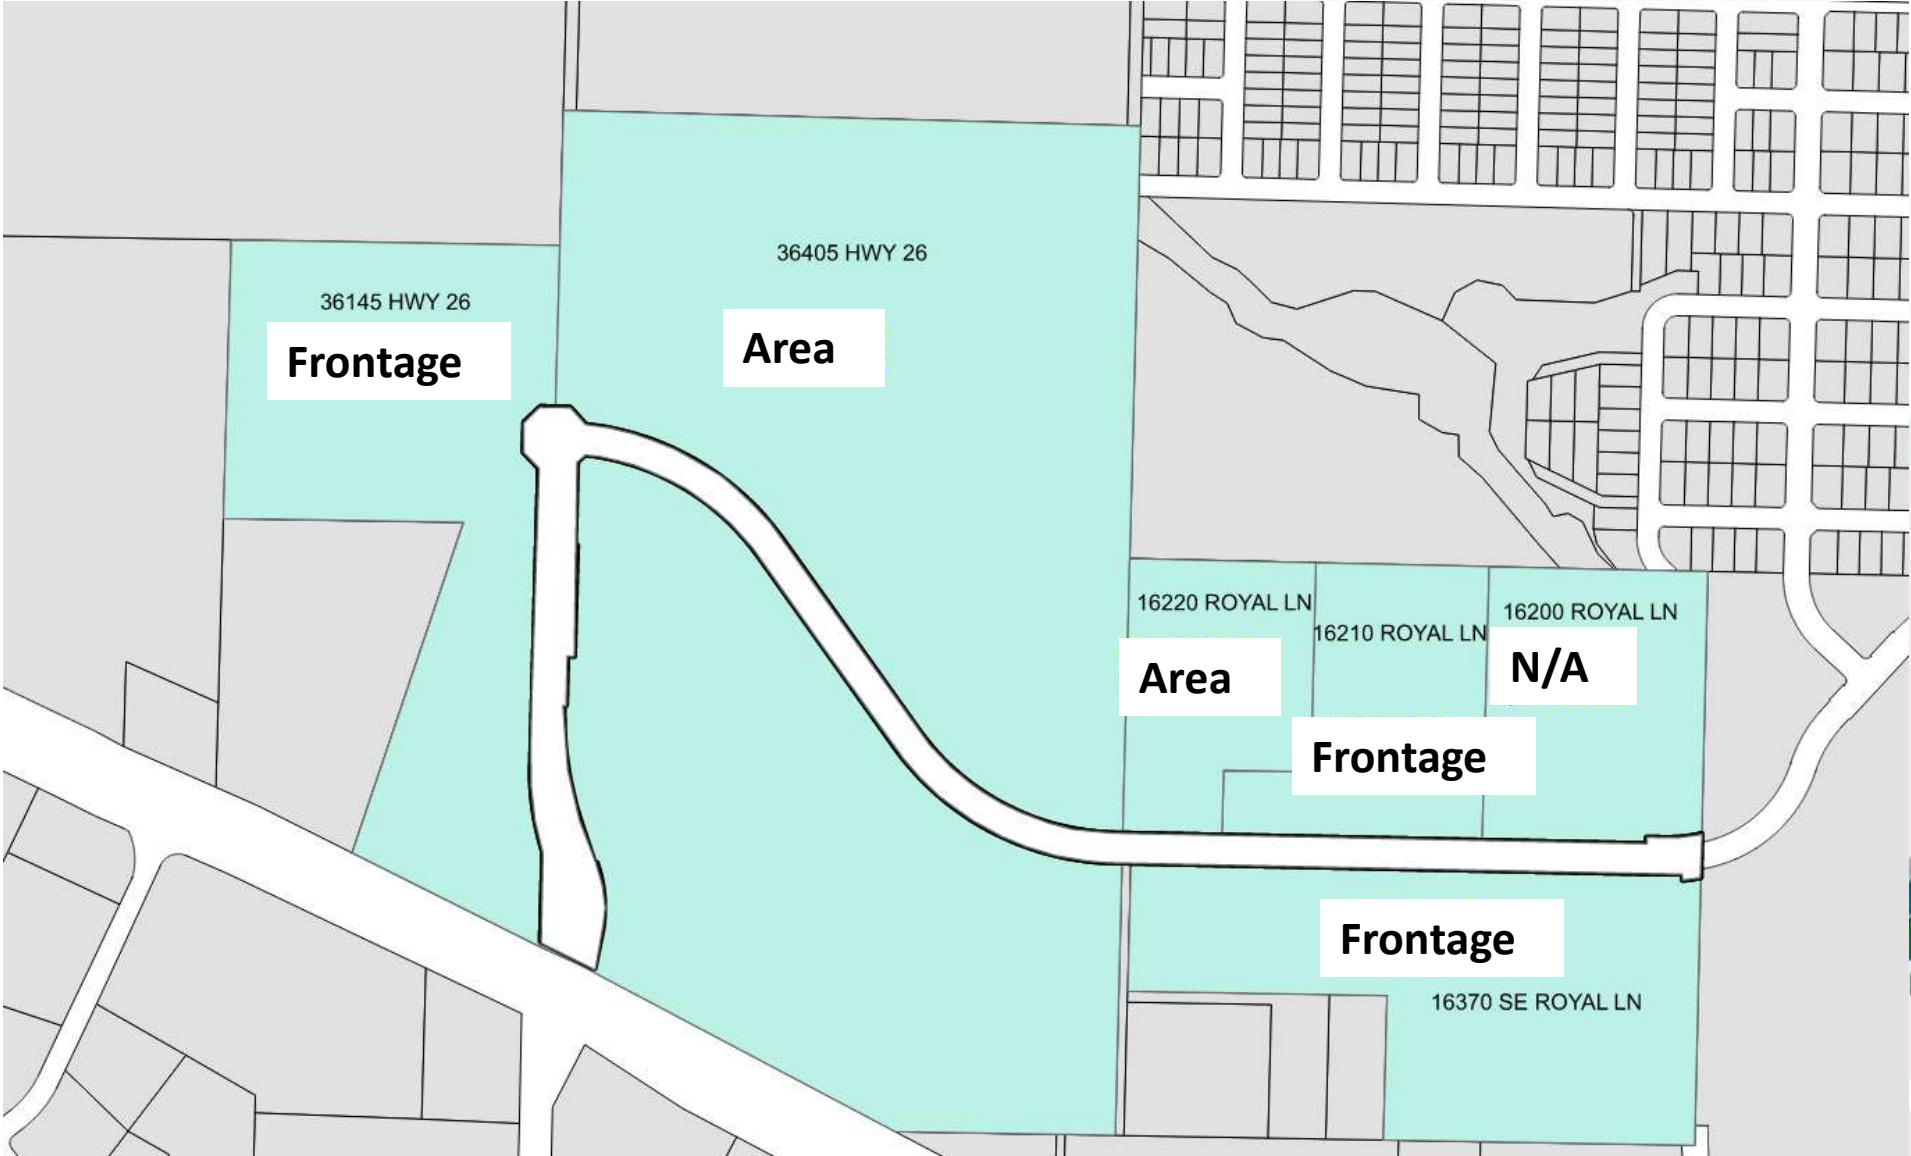 36405 HWY 26
Area
36145 HWY 26
Frontage
16220 ROYAL LN
Area
16210 ROYAL LN
Frontage
16200 ROYAL LN
N/A
Frontage
16370 SE ROYAL LN